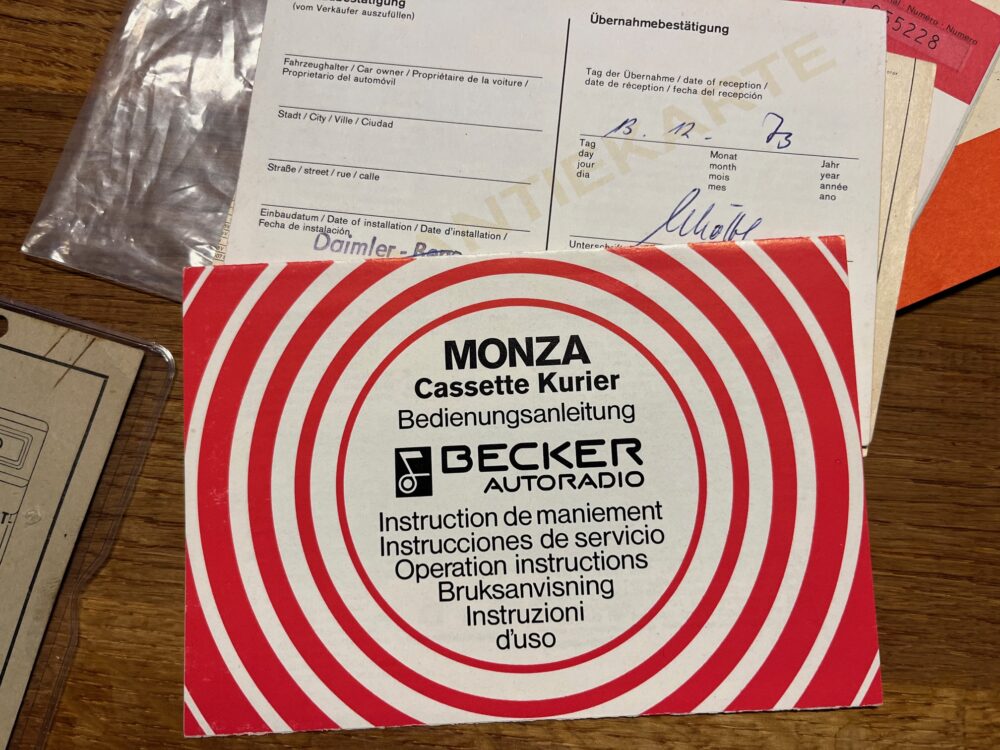 (vom Verkäufer auszufüllen)
Fahrzeughalter / Car owner / Propriétaire de la voiture /
Proprietario del automóvil
Stadt / City / Ville / Ciudad
Straße / street / rue / calle
Einbaudatum / Date of installation / Date d'installation /
Fecha de instalación
Daimler-Benz
Übernahmebestätigung
Tag der Übernahme / date of reception /
date de réception / fecha del recepción
13. 12. 73
Tag Monat Jahr
day month year
jour mois année
dia mes ano
Numéro · Numero
55228
MONZA
Cassette Kurier
Bedienungsanleitung
BECKER
AUTORADIO
Instruction de maniement
Instrucciones de servicio
Operation instructions
Bruksanvisning
Instruzioni
d'uso